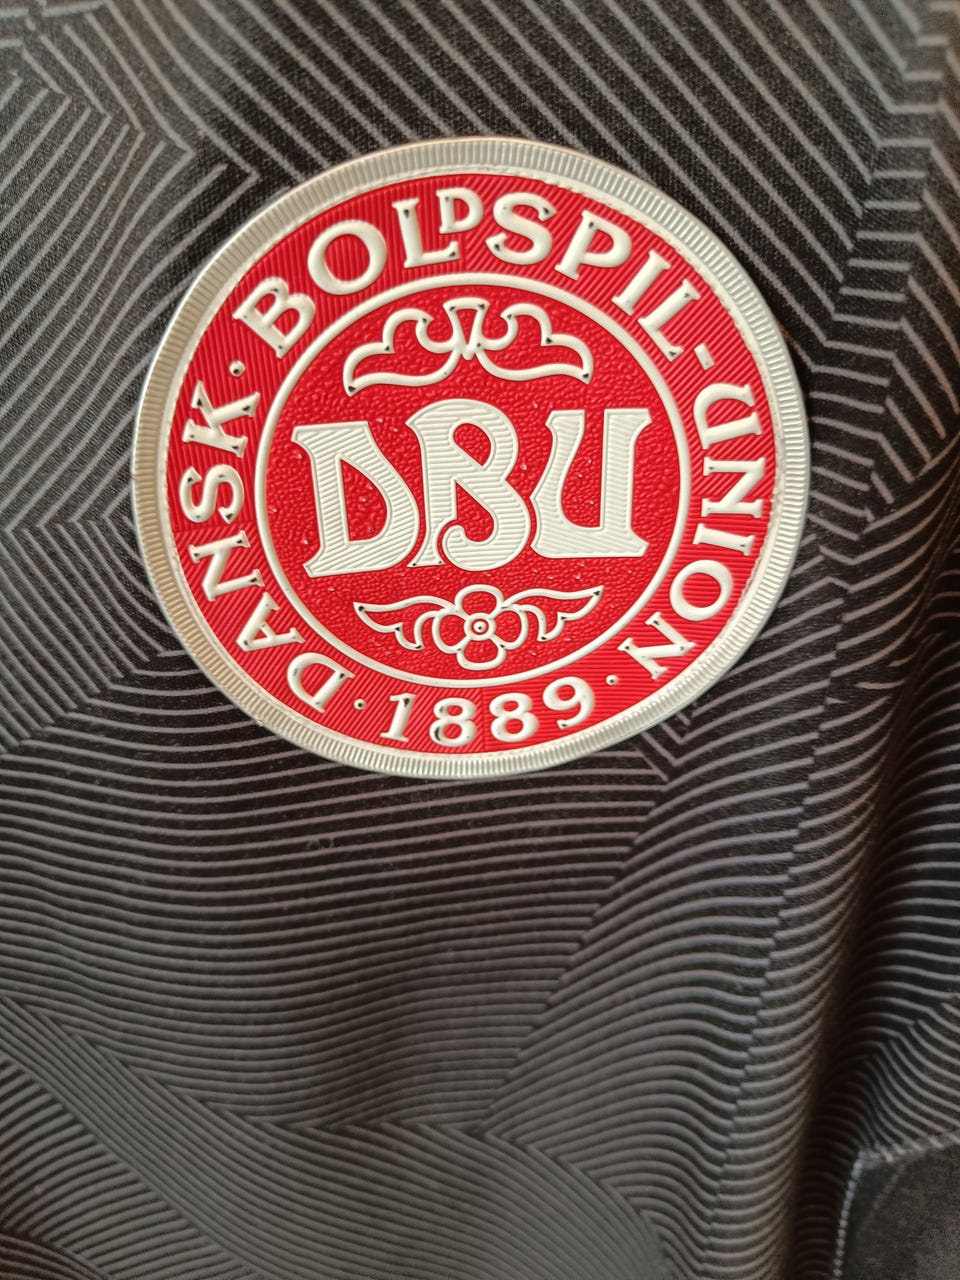 DANSK · BOLDSPIL-UNION · 1889 ·
DBU